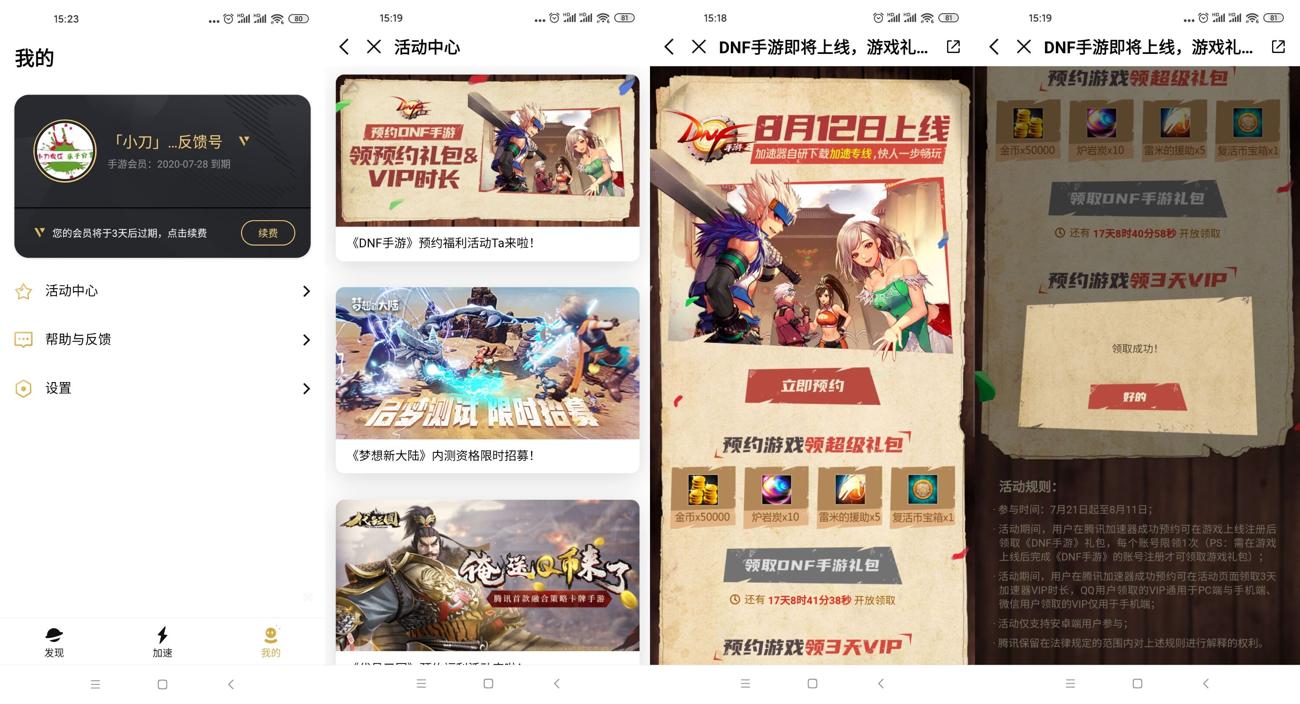 15:23
80
我的
「小刀」...反馈号
手游会员：2020-07-28 到期
您的会员将于3天后过期，点击续费
续费
活动中心
帮助与反馈
设置
发现
加速
我的
15:19
81
活动中心
预约DNF手游
领预约礼包&
VIP时长
《DNF手游》预约福利活动Ta来啦！
梦想新大陆
启梦测试 限时招募
《梦想新大陆》内测资格限时招募！
俺送Q币来了
腾讯首款融合策略卡牌手游
15:18
81
DNF手游即将上线，游戏礼...
DNF手游
8月12日上线
加速器自研下载加速专线，快人一步畅玩
立即预约
预约游戏领超级礼包
金币x50000
炉岩炭x10
雷米的援助x5
复活币宝箱x1
领取DNF手游礼包
还有 17天8时41分38秒 开放领取
预约游戏领3天VIP
15:19
81
DNF手游即将上线，游戏礼...
预约游戏领超级礼包
金币x50000
炉岩炭x10
雷米的援助x5
复活币宝箱x1
领取DNF手游礼包
还有 17天8时40分58秒 开放领取
预约游戏领3天VIP
领取成功！
好的
活动规则：
· 参与时间：7月21日起至8月11日；
· 活动期间，用户在腾讯加速器成功预约可在游戏上线注册后
领取《DNF手游》礼包，每个账号限领1次（PS：需在游戏
上线后完成《DNF手游》的账号注册才可领取游戏礼包）；
· 活动期间，用户在腾讯加速器成功预约可在活动页面领取3天
加速器VIP时长，QQ用户领取的VIP通用于PC端与手机端、
微信用户领取的VIP仅用于手机端；
· 活动仅支持安卓端用户参与；
· 腾讯保留在法律规定的范围内对上述规则进行解释的权利。